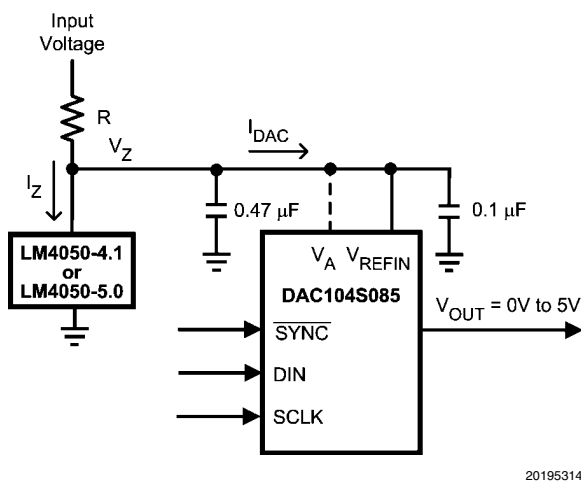 Input
Voltage
R
V_Z
I_DAC
I_Z
0.47 µF
0.1 µF
LM4050-4.1
or
LM4050-5.0
V_A V_REFIN
DAC104S085
SYNC
DIN
SCLK
V_OUT = 0V to 5V
20195314